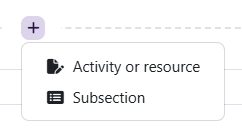 Activity or resource
Subsection